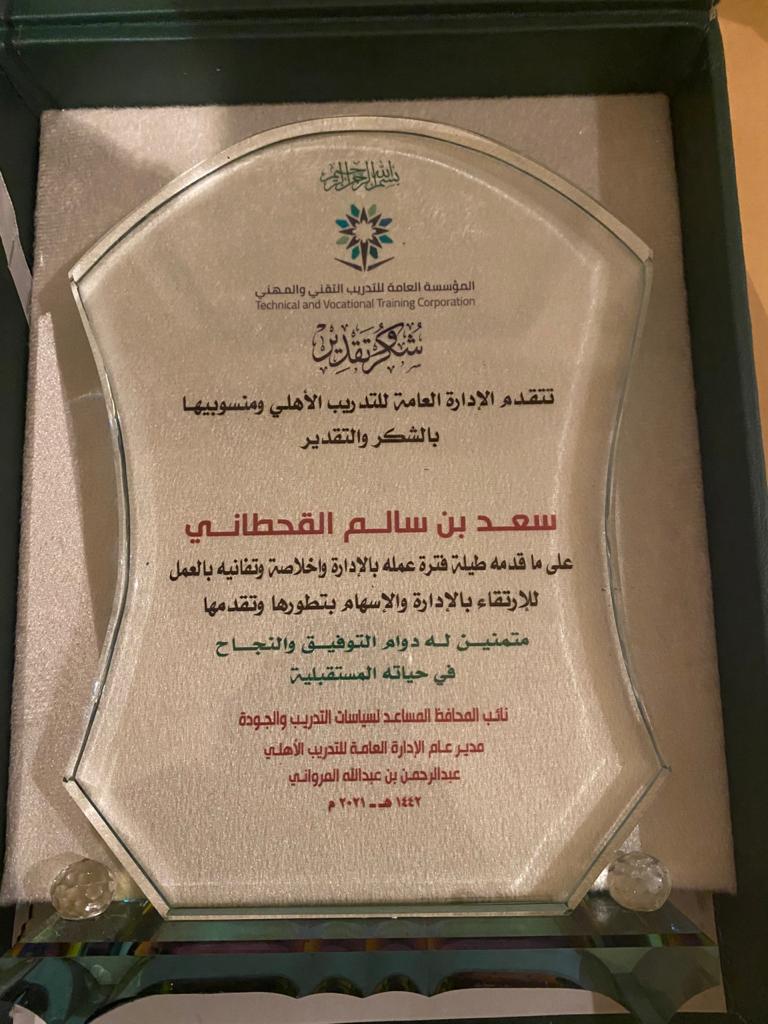 بسم الله الرحمن الرحيم
المؤسسة العامة للتدريب التقني والمهني
Technical and Vocational Training Corporation
شكر وتقدير
تتقدم الإدارة العامة للتدريب الأهلي ومنسوبيها
بالشكر والتقدير
سعد بن سالم القحطاني
على ما قدمه طيلة فترة عمله بالإدارة واخلاصة وتفانيه بالعمل
للإرتقاء بالإدارة والإسهام بتطورها وتقدمها
متمنين له دوام التوفيق والنجاح
في حياته المستقبلية
نائب المحافظ المساعد لسياسات التدريب والجودة
مدير عام الإدارة العامة للتدريب الأهلي
عبدالرحمن بن عبدالله المرواني
١٤٤٢ هـ - ٢٠٢١ م